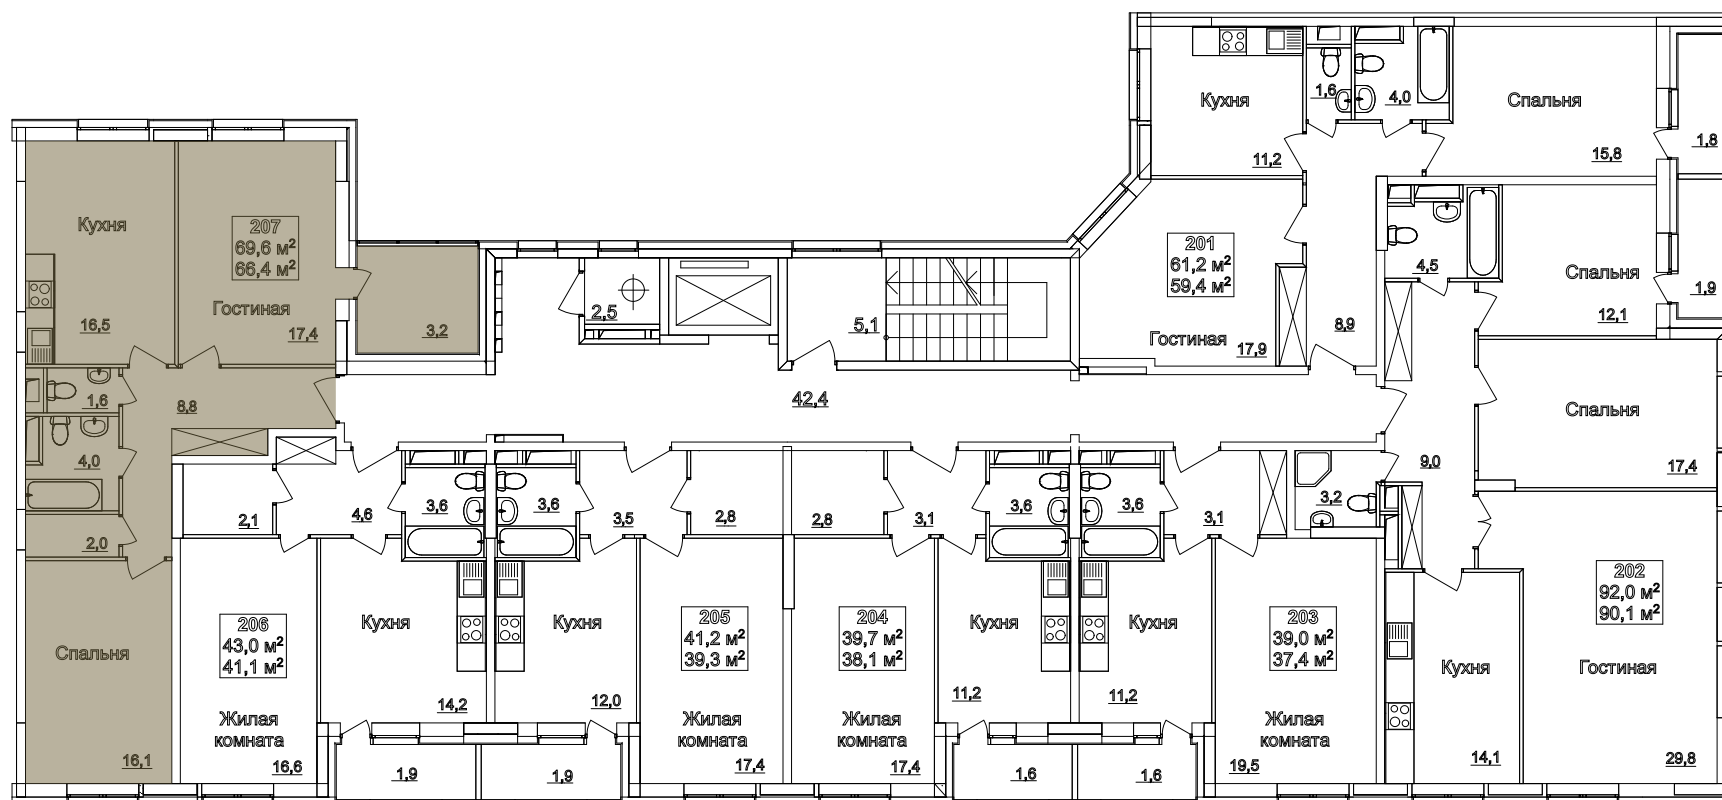 Кухня
16,5
207
69,6 м²
66,4 м²
Гостиная
17,4
3,2
1,6
8,8
4,0
2,0
Спальня
16,1
2,5
5,1
42,4
Кухня
11,2
1,6
4,0
Спальня
15,8
1,8
201
61,2 м²
59,4 м²
Гостиная
17,9
8,9
4,5
Спальня
12,1
1,9
Спальня
17,4
9,0
3,2
202
92,0 м²
90,1 м²
Гостиная
29,8
Кухня
14,1
2,1
4,6
3,6
206
43,0 м²
41,1 м²
Жилая
комната
16,6
Кухня
14,2
1,9
3,6
3,5
2,8
Кухня
12,0
1,9
205
41,2 м²
39,3 м²
Жилая
комната
17,4
2,8
3,1
3,6
204
39,7 м²
38,1 м²
Жилая
комната
17,4
Кухня
11,2
1,6
3,6
3,1
Кухня
11,2
1,6
203
39,0 м²
37,4 м²
Жилая
комната
19,5